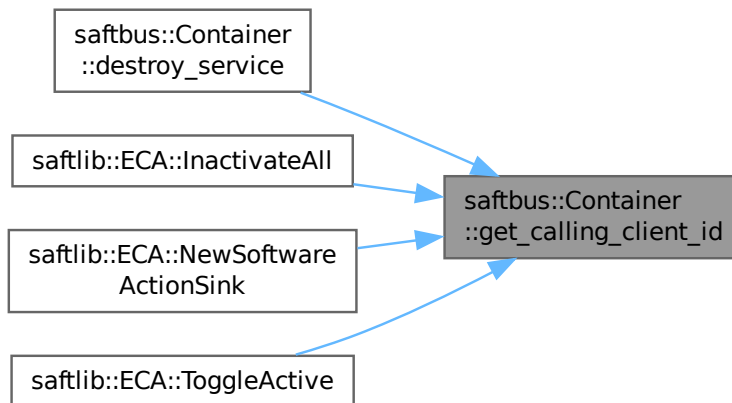 saftbus::Container
::destroy_service
saftlib::ECA::InactivateAll
saftbus::Container
::get_calling_client_id
saftlib::ECA::NewSoftware
ActionSink
saftlib::ECA::ToggleActive